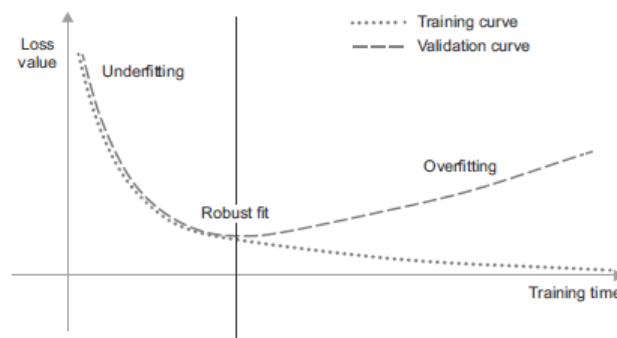 Training curve
Validation curve
Loss
value
Underfitting
Overfitting
Robust fit
Training time